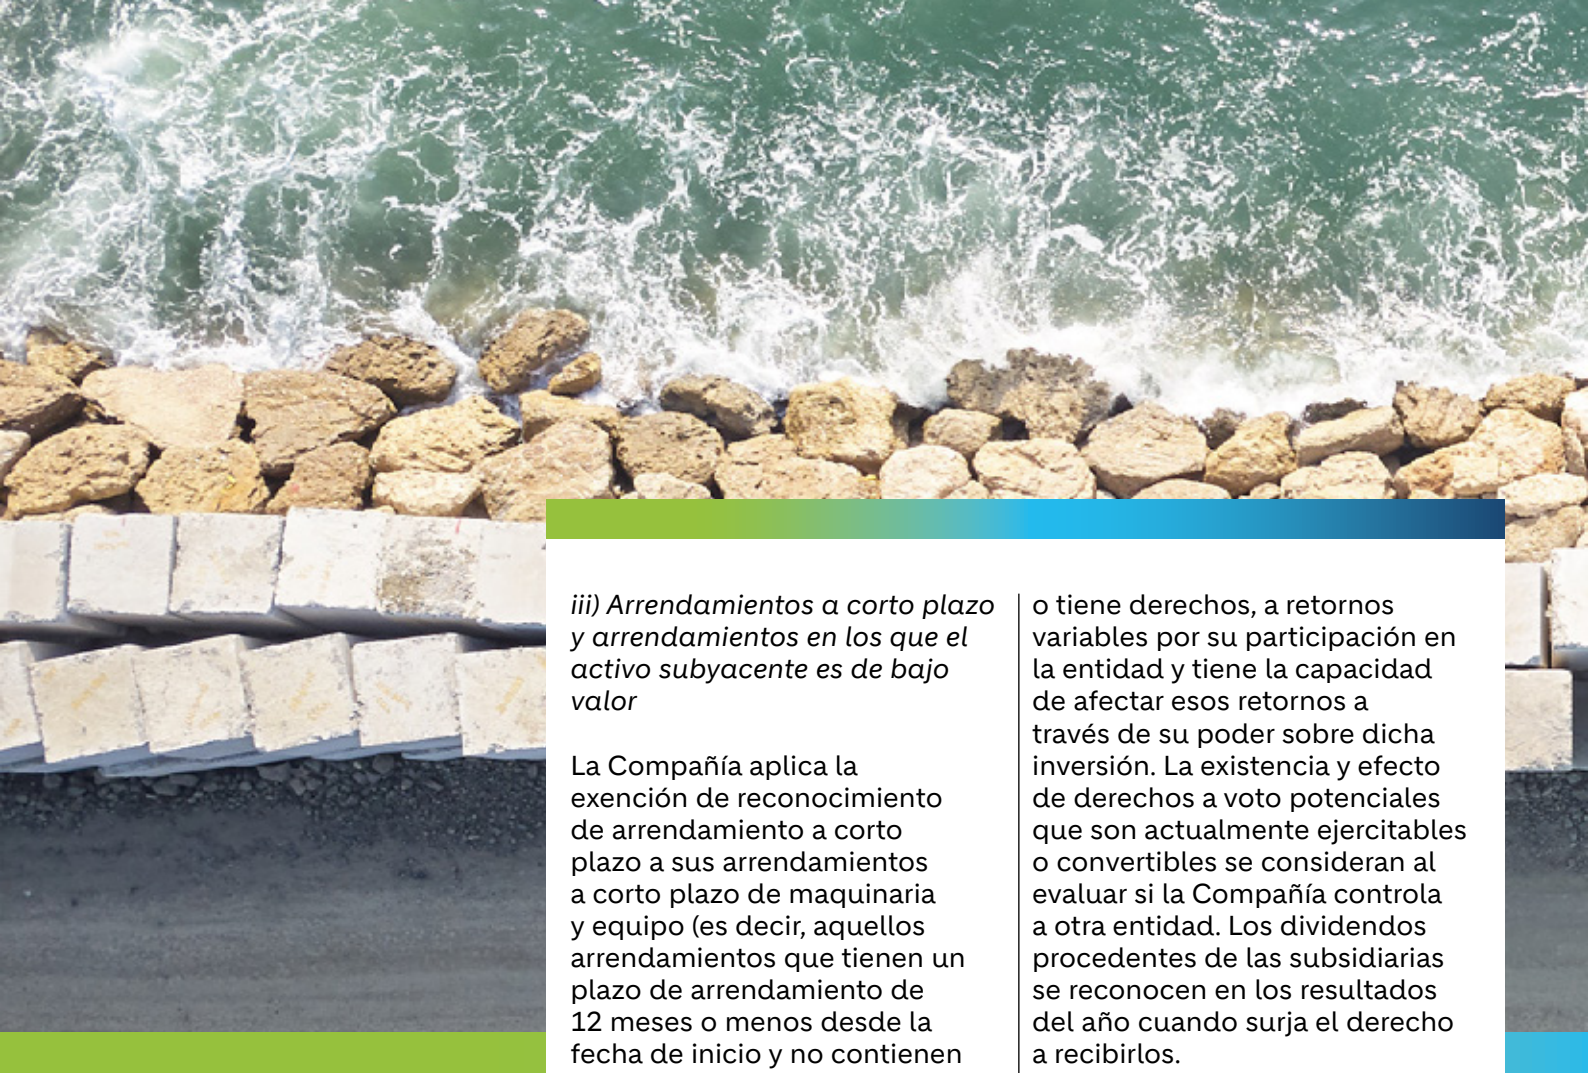 iii) Arrendamientos a corto plazo
y arrendamientos en los que el
activo subyacente es de bajo
valor
La Compañía aplica la
exención de reconocimiento
de arrendamiento a corto
plazo a sus arrendamientos
a corto plazo de maquinaria
y equipo (es decir, aquellos
arrendamientos que tienen un
plazo de arrendamiento de
12 meses o menos desde la
fecha de inicio y no contienen
o tiene derechos, a retornos
variables por su participación en
la entidad y tiene la capacidad
de afectar esos retornos a
través de su poder sobre dicha
inversión. La existencia y efecto
de derechos a voto potenciales
que son actualmente ejercitables
o convertibles se consideran al
evaluar si la Compañía controla
a otra entidad. Los dividendos
procedentes de las subsidiarias
se reconocen en los resultados
del año cuando surja el derecho
a recibirlos.